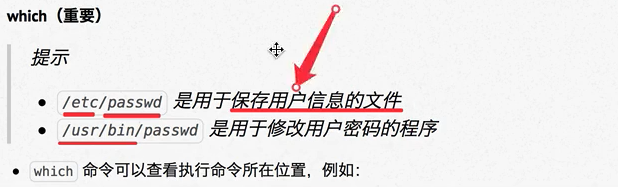 which（重要）
提示
• /etc/passwd 是用于保存用户信息的文件
• /usr/bin/passwd 是用于修改用户密码的程序
• which 命令可以查看执行命令所在位置，例如：